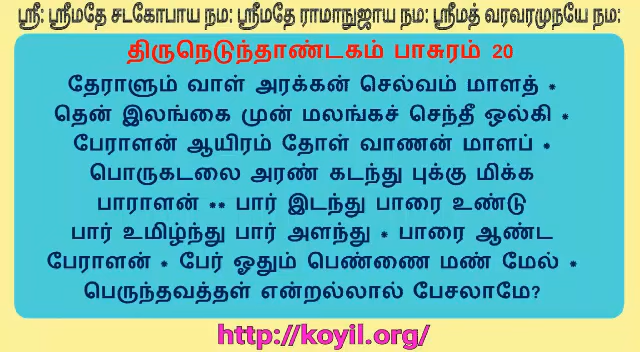 ஸ்ரீ: ஸ்ரீமதே சடகோபாய நம: ஸ்ரீமதே ராமாநுஜாய நம: ஸ்ரீமத் வரவரமுநயே நம:
திருநெடுந்தாண்டகம் பாசுரம் 20
தேராளும் வாள் அரக்கன் செல்வம் மாளத் *
தென் இலங்கை முன் மலங்கச் செந்தீ ஒல்கி *
பேராளன் ஆயிரம் தோள் வாணன் மாளப் *
பொருகடலை அரண் கடந்து புக்கு மிக்க
பாராளன் ** பார் இடந்து பாரை உண்டு
பார் உமிழ்ந்து பார் அளந்து * பாரை ஆண்ட
பேராளன் * பேர் ஓதும் பெண்ணை மண் மேல் *
பெருந்தவத்தள் என்றல்லால் பேசலாமே?
http://koyil.org/